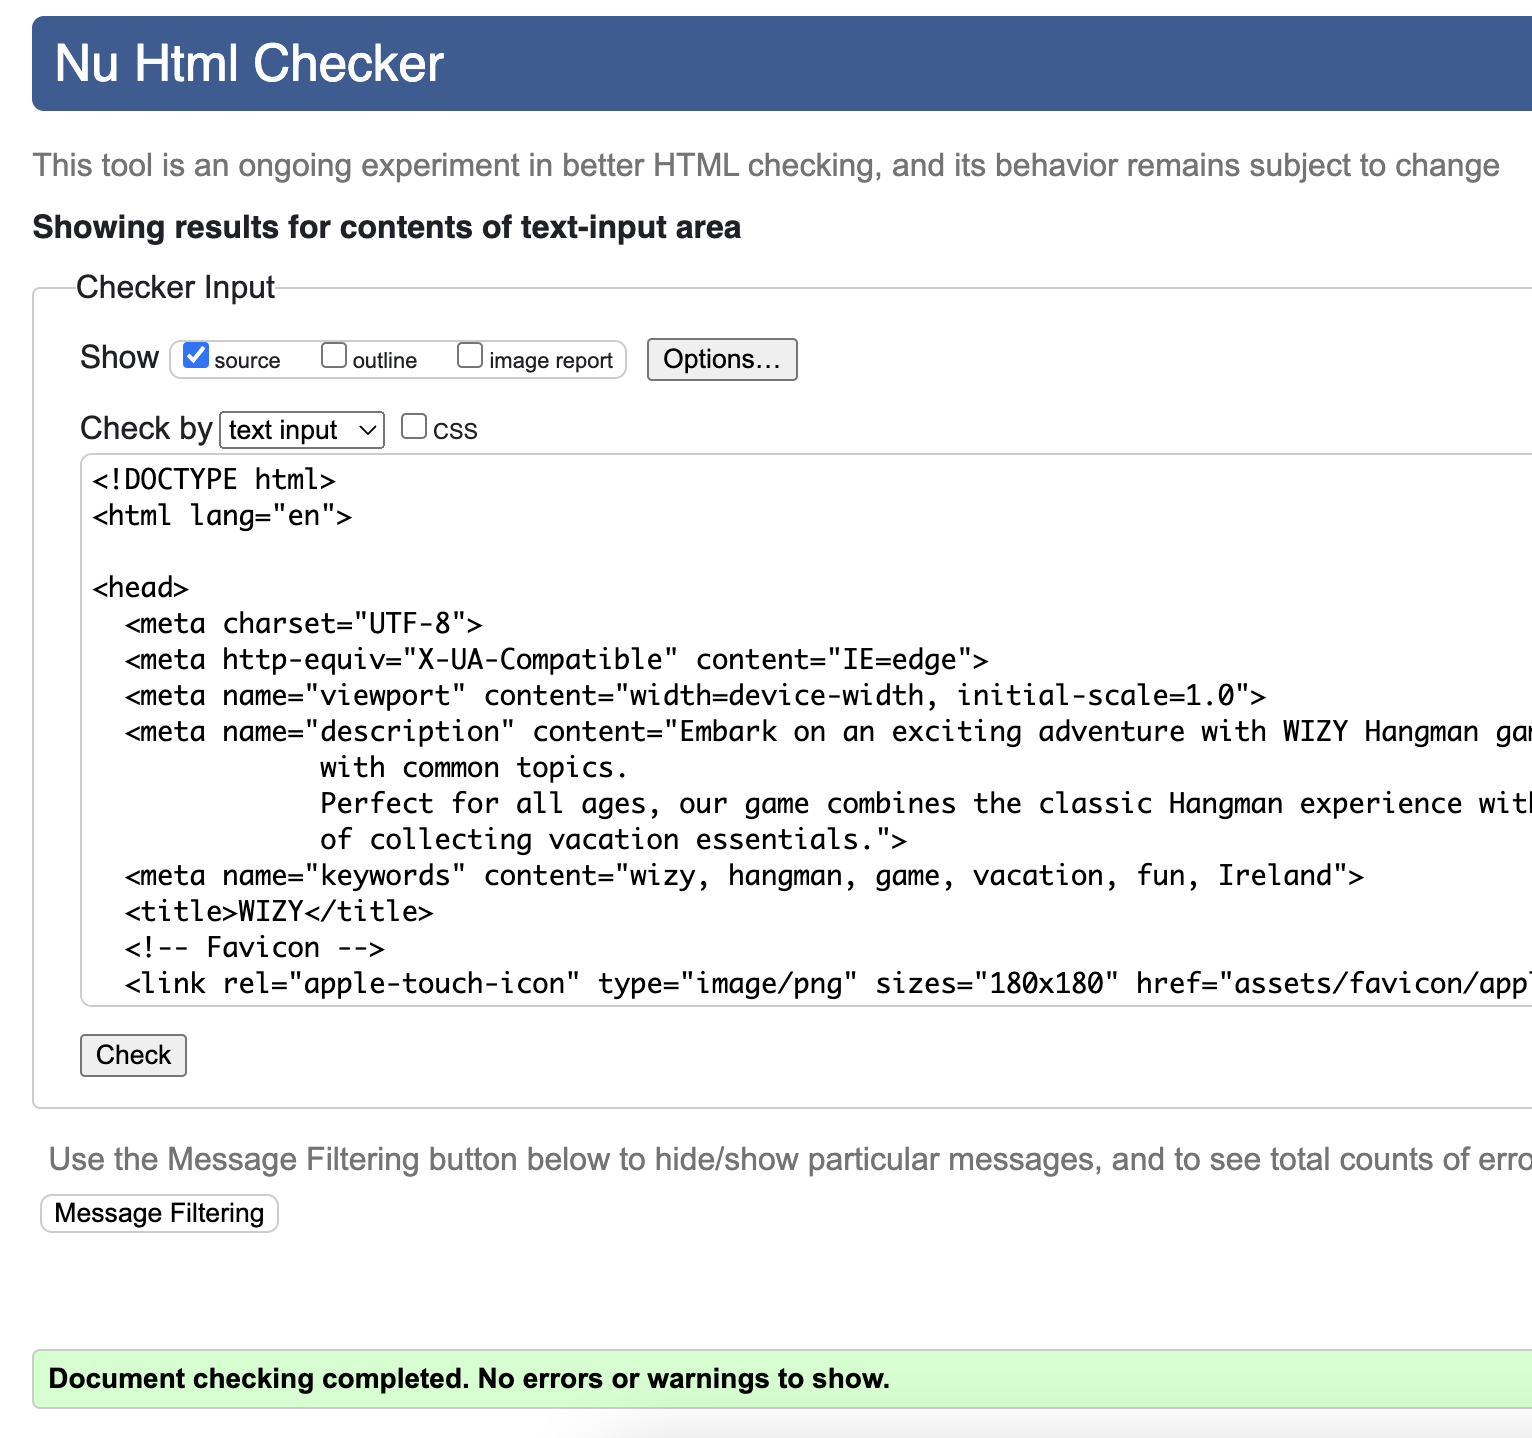 Nu Html Checker
This tool is an ongoing experiment in better HTML checking, and its behavior remains subject to change
Showing results for contents of text-input area
Checker Input
Show source outline image report Options…
Check by text input CSS
<!DOCTYPE html>
<html lang="en">
<head>
<meta charset="UTF-8">
<meta http-equiv="X-UA-Compatible" content="IE=edge">
<meta name="viewport" content="width=device-width, initial-scale=1.0">
<meta name="description" content="Embark on an exciting adventure with WIZY Hangman
with common topics.
Perfect for all ages, our game combines the classic Hangman experience
of collecting vacation essentials.">
<meta name="keywords" content="wizy, hangman, game, vacation, fun, Ireland">
<title>WIZY</title>
<!-- Favicon -->
<link rel="apple-touch-icon" type="image/png" sizes="180x180" href="assets/favicon/app
Check
Use the Message Filtering button below to hide/show particular messages, and to see total counts of
Message Filtering
Document checking completed. No errors or warnings to show.